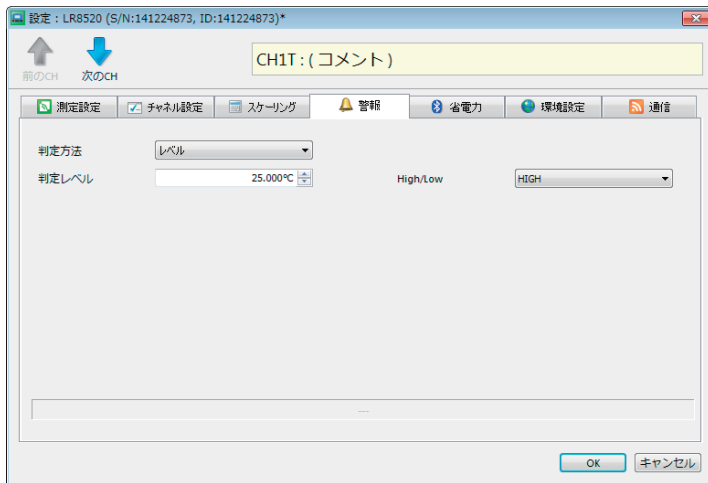 設定 : LR8520 (S/N:141224873, ID:141224873)*
前のCH 次のCH CH1T : ( コメント )
測定設定 チャネル設定 スケーリング 警報 省電力 環境設定 通信
判定方法 レベル
判定レベル 25.000℃ High/Low HIGH
---
OK キャンセル